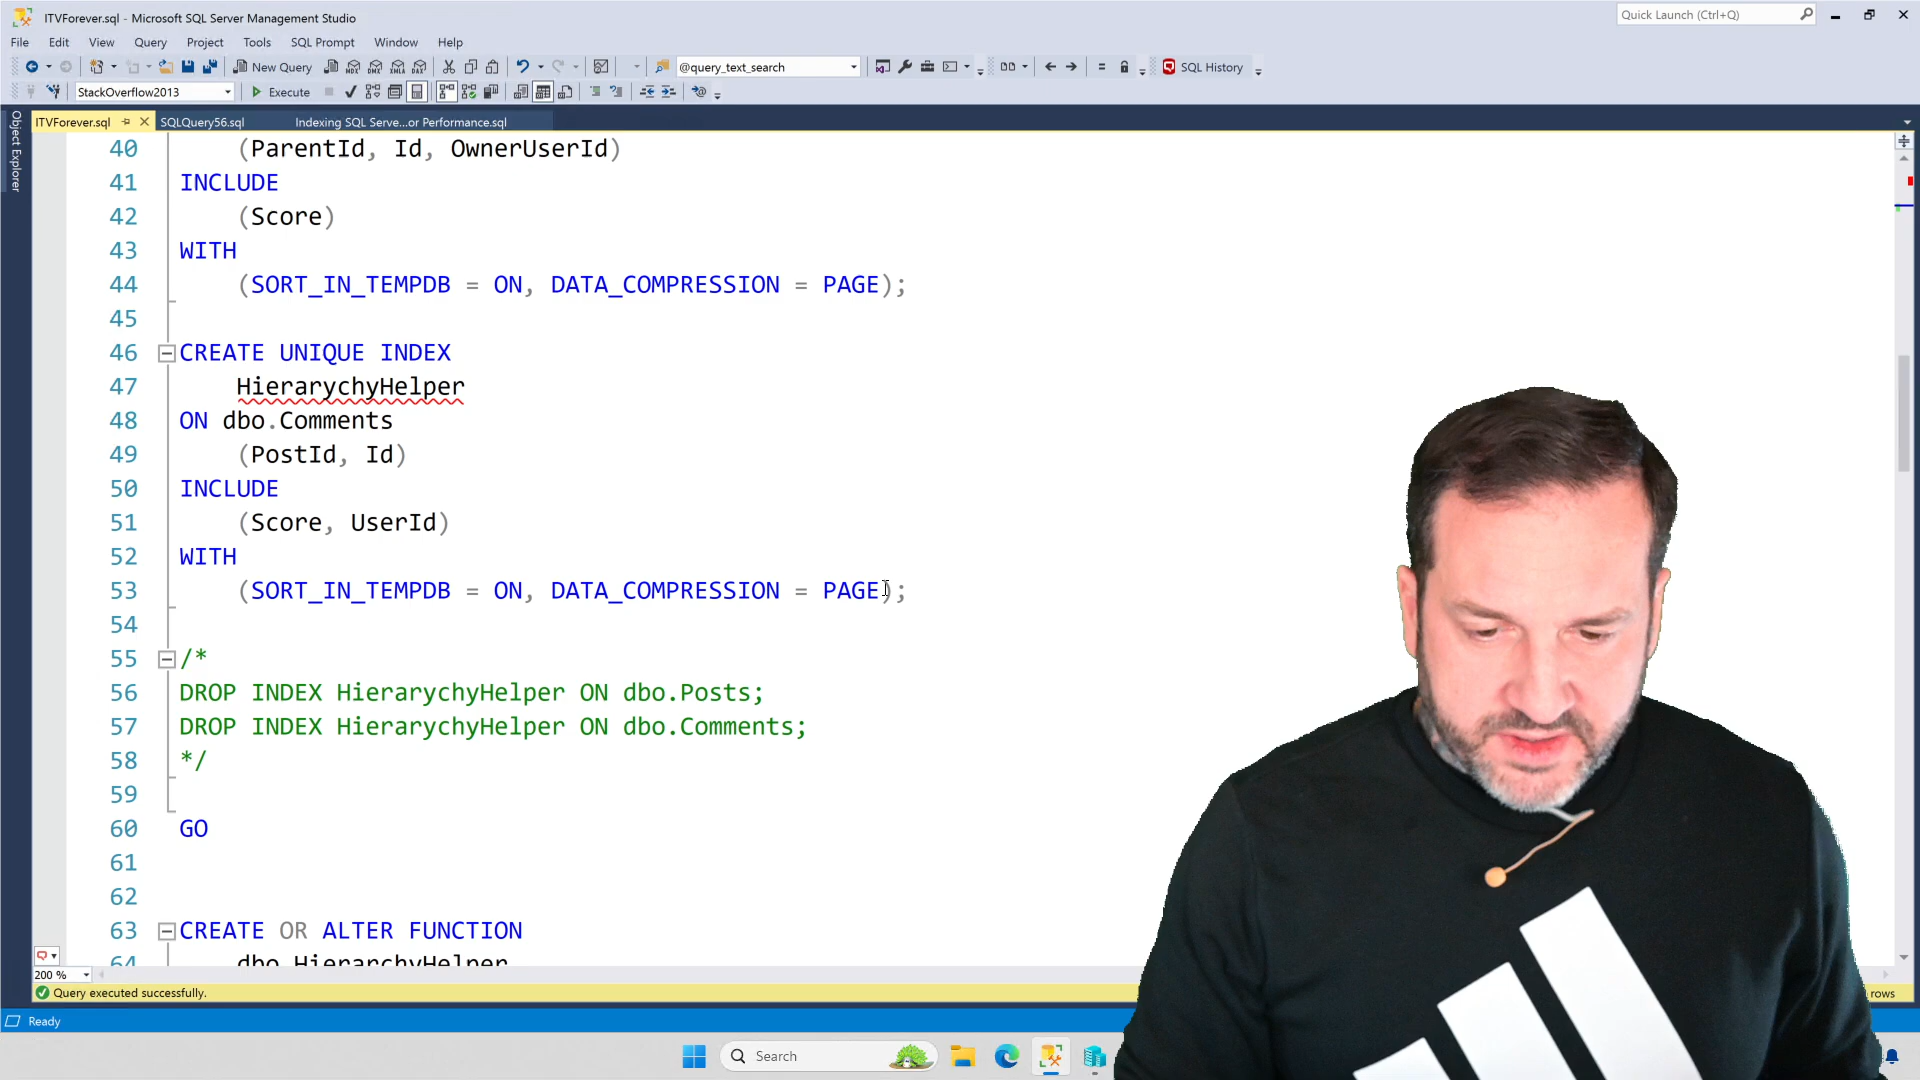 ITVForever.sql - Microsoft SQL Server Management Studio
Quick Launch (Ctrl+Q)
File Edit View Query Project Tools SQL Prompt Window Help
New Query
@query_text_search
SQL History
StackOverflow2013
Execute
ITVForever.sql
SQLQuery56.sql
Indexing SQL Serve...or Performance.sql
Object Explorer
40 (ParentId, Id, OwnerUserId)
41 INCLUDE
42 (Score)
43 WITH
44 (SORT_IN_TEMPDB = ON, DATA_COMPRESSION = PAGE);
45
46 CREATE UNIQUE INDEX
47 HierarychyHelper
48 ON dbo.Comments
49 (PostId, Id)
50 INCLUDE
51 (Score, UserId)
52 WITH
53 (SORT_IN_TEMPDB = ON, DATA_COMPRESSION = PAGE);
54
55 /*
56 DROP INDEX HierarychyHelper ON dbo.Posts;
57 DROP INDEX HierarychyHelper ON dbo.Comments;
58 */
59
60 GO
61
62
63 CREATE OR ALTER FUNCTION
64 dbo.HierarchyHelper
200 %
Query executed successfully.
rows
Ready
Search